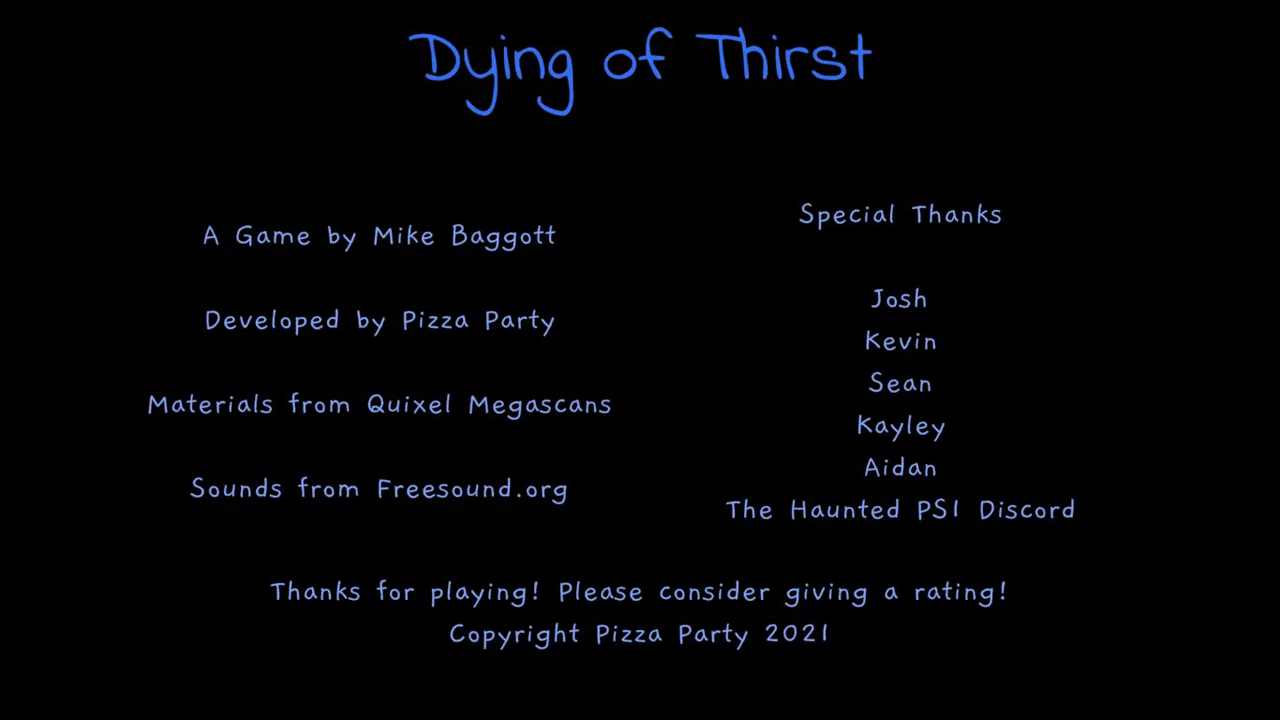 Dying of Thirst
A Game by Mike Baggott
Developed by Pizza Party
Materials from Quixel Megascans
Sounds from Freesound.org
Special Thanks
Josh
Kevin
Sean
Kayley
Aidan
The Haunted PS1 Discord
Thanks for playing! Please consider giving a rating!
Copyright Pizza Party 2021